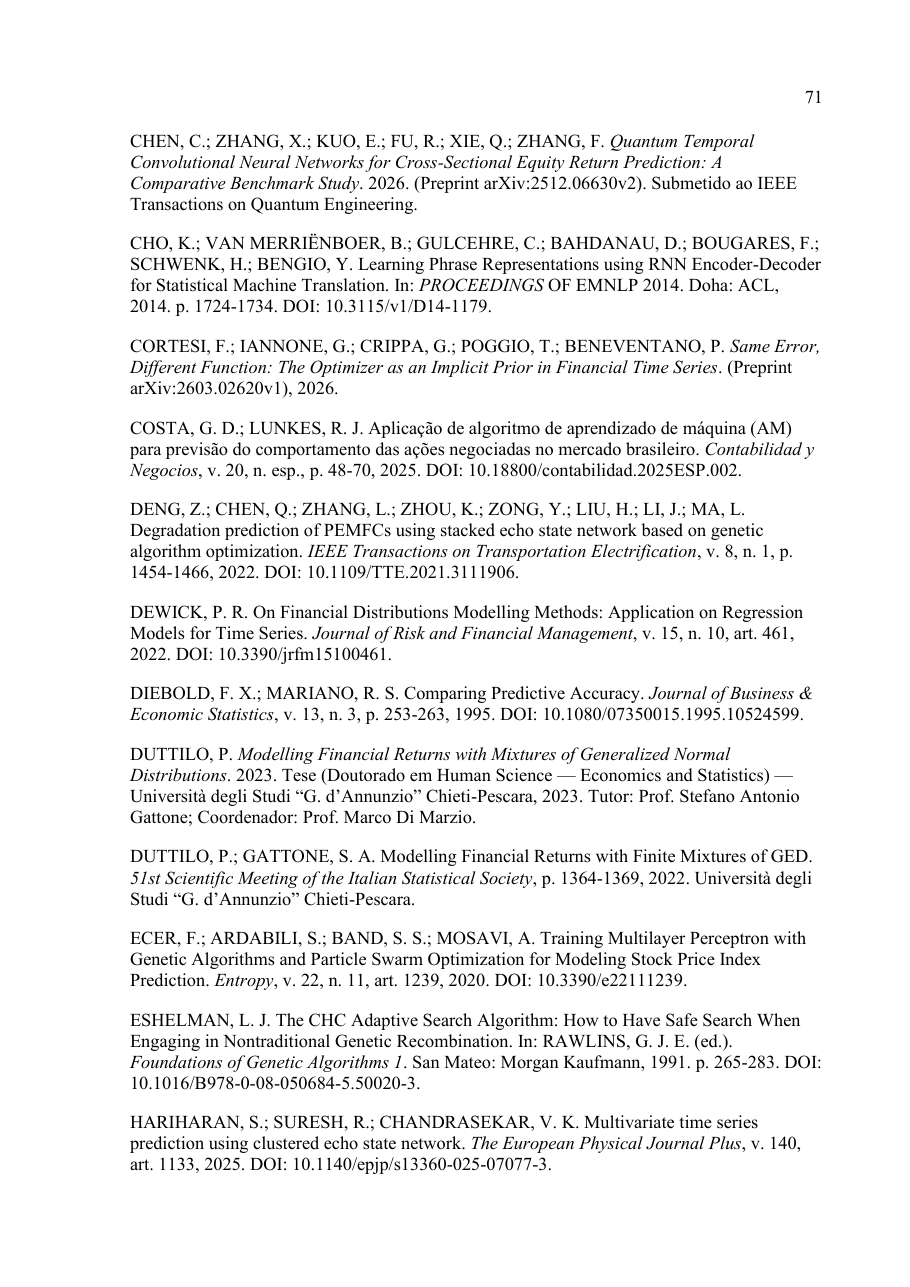 71
CHEN, C.; ZHANG, X.; KUO, E.; FU, R.; XIE, Q.; ZHANG, F. Quantum Temporal
Convolutional Neural Networks for Cross-Sectional Equity Return Prediction: A
Comparative Benchmark Study. 2026. (Preprint arXiv:2512.06630v2). Submetido ao IEEE
Transactions on Quantum Engineering.
CHO, K.; VAN MERRIËNBOER, B.; GULCEHRE, C.; BAHDANAU, D.; BOUGARES, F.;
SCHWENK, H.; BENGIO, Y. Learning Phrase Representations using RNN Encoder-Decoder
for Statistical Machine Translation. In: PROCEEDINGS OF EMNLP 2014. Doha: ACL,
2014. p. 1724-1734. DOI: 10.3115/v1/D14-1179.
CORTESI, F.; IANNONE, G.; CRIPPA, G.; POGGIO, T.; BENEVENTANO, P. Same Error,
Different Function: The Optimizer as an Implicit Prior in Financial Time Series. (Preprint
arXiv:2603.02620v1), 2026.
COSTA, G. D.; LUNKES, R. J. Aplicação de algoritmo de aprendizado de máquina (AM)
para previsão do comportamento das ações negociadas no mercado brasileiro. Contabilidad y
Negocios, v. 20, n. esp., p. 48-70, 2025. DOI: 10.18800/contabilidad.2025ESP.002.
DENG, Z.; CHEN, Q.; ZHANG, L.; ZHOU, K.; ZONG, Y.; LIU, H.; LI, J.; MA, L.
Degradation prediction of PEMFCs using stacked echo state network based on genetic
algorithm optimization. IEEE Transactions on Transportation Electrification, v. 8, n. 1, p.
1454-1466, 2022. DOI: 10.1109/TTE.2021.3111906.
DEWICK, P. R. On Financial Distributions Modelling Methods: Application on Regression
Models for Time Series. Journal of Risk and Financial Management, v. 15, n. 10, art. 461,
2022. DOI: 10.3390/jrfm15100461.
DIEBOLD, F. X.; MARIANO, R. S. Comparing Predictive Accuracy. Journal of Business &
Economic Statistics, v. 13, n. 3, p. 253-263, 1995. DOI: 10.1080/07350015.1995.10524599.
DUTTILO, P. Modelling Financial Returns with Mixtures of Generalized Normal
Distributions. 2023. Tese (Doutorado em Human Science — Economics and Statistics) —
Università degli Studi “G. d’Annunzio” Chieti-Pescara, 2023. Tutor: Prof. Stefano Antonio
Gattone; Coordenador: Prof. Marco Di Marzio.
DUTTILO, P.; GATTONE, S. A. Modelling Financial Returns with Finite Mixtures of GED.
51st Scientific Meeting of the Italian Statistical Society, p. 1364-1369, 2022. Università degli
Studi “G. d’Annunzio” Chieti-Pescara.
ECER, F.; ARDABILI, S.; BAND, S. S.; MOSAVI, A. Training Multilayer Perceptron with
Genetic Algorithms and Particle Swarm Optimization for Modeling Stock Price Index
Prediction. Entropy, v. 22, n. 11, art. 1239, 2020. DOI: 10.3390/e22111239.
ESHELMAN, L. J. The CHC Adaptive Search Algorithm: How to Have Safe Search When
Engaging in Nontraditional Genetic Recombination. In: RAWLINS, G. J. E. (ed.).
Foundations of Genetic Algorithms 1. San Mateo: Morgan Kaufmann, 1991. p. 265-283. DOI:
10.1016/B978-0-08-050684-5.50020-3.
HARIHARAN, S.; SURESH, R.; CHANDRASEKAR, V. K. Multivariate time series
prediction using clustered echo state network. The European Physical Journal Plus, v. 140,
art. 1133, 2025. DOI: 10.1140/epjp/s13360-025-07077-3.